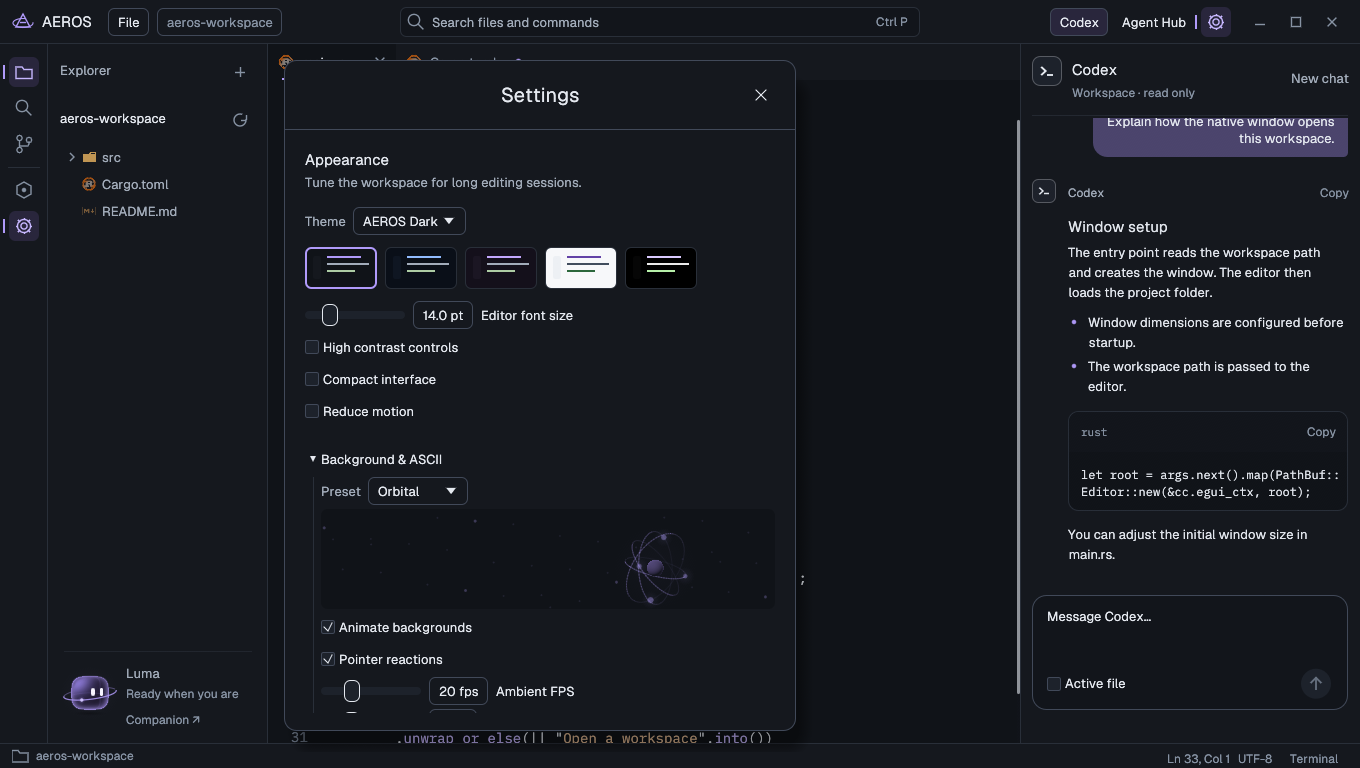 AEROS
File
aeros-workspace
Search files and commands
Ctrl P
Codex
Agent Hub
Explorer
aeros-workspace
src
Cargo.toml
README.md
Luma
Ready when you are
Companion ↗
Settings
Appearance
Tune the workspace for long editing sessions.
Theme
AEROS Dark
14.0 pt
Editor font size
High contrast controls
Compact interface
Reduce motion
Background & ASCII
Preset
Orbital
Animate backgrounds
Pointer reactions
20 fps
Ambient FPS
;
31
.unwrap_or_else(|| "Open a workspace".into())
Codex
Workspace · read only
New chat
Explain how the native window opens
this workspace.
Codex
Copy
Window setup
The entry point reads the workspace path
and creates the window. The editor then
loads the project folder.
• Window dimensions are configured before
startup.
• The workspace path is passed to the
editor.
rust
Copy
let root = args.next().map(PathBuf::
Editor::new(&cc.egui_ctx, root);
You can adjust the initial window size in
main.rs.
Message Codex…
Active file
aeros-workspace
Ln 33, Col 1
UTF-8
Terminal